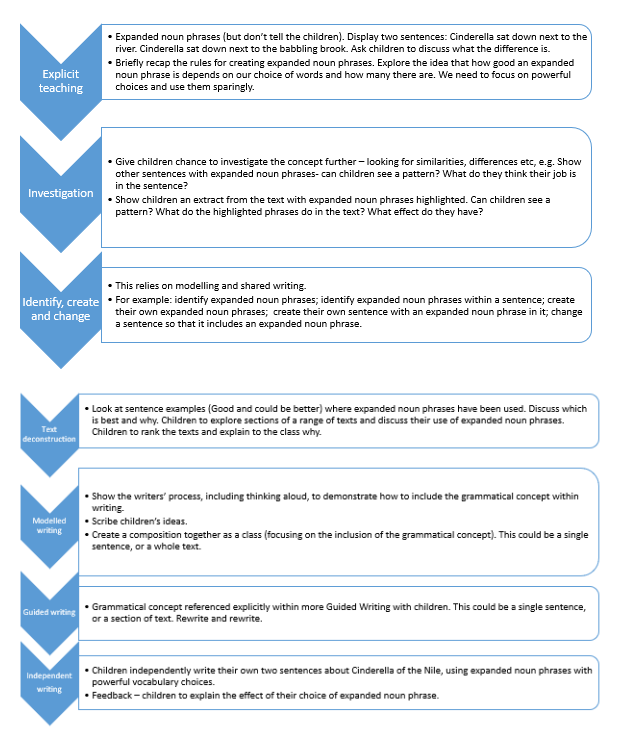 Explicit
teaching
• Expanded noun phrases (but don't tell the children). Display two sentences: Cinderella sat down next to the
river. Cinderella sat down next to the babbling brook. Ask children to discuss what the difference is.
• Briefly recap the rules for creating expanded noun phrases. Explore the idea that how good an expanded
noun phrase is depends on our choice of words and how many there are. We need to focus on powerful
choices and use them sparingly.
Investigation
• Give children chance to investigate the concept further – looking for similarities, differences etc, e.g. Show
other sentences with expanded noun phrases- can children see a pattern? What do they think their job is
in the sentence?
• Show children an extract from the text with expanded noun phrases highlighted. Can children see a
pattern? What do the highlighted phrases do in the text? What effect do they have?
Identify, create
and change
• This relies on modelling and shared writing.
• For example: identify expanded noun phrases; identify expanded noun phrases within a sentence; create
their own expanded noun phrases; create their own sentence with an expanded noun phrase in it; change
a sentence so that it includes an expanded noun phrase.
Text
deconstruction
• Look at sentence examples (Good and could be better) where expanded noun phrases have been used. Discuss which
is best and why. Children to explore sections of a range of texts and discuss their use of expanded noun phrases.
Children to rank the texts and explain to the class why.
Modelled
writing
• Show the writers' process, including thinking aloud, to demonstrate how to include the grammatical concept within
writing.
• Scribe children's ideas.
• Create a composition together as a class (focusing on the inclusion of the grammatical concept). This could be a single
sentence, or a whole text.
Guided writing
• Grammatical concept referenced explicitly within more Guided Writing with children. This could be a single sentence,
or a section of text. Rewrite and rewrite.
Independent
writing
• Children independently write their own two sentences about Cinderella of the Nile, using expanded noun phrases with
powerful vocabulary choices.
• Feedback – children to explain the effect of their choice of expanded noun phrase.